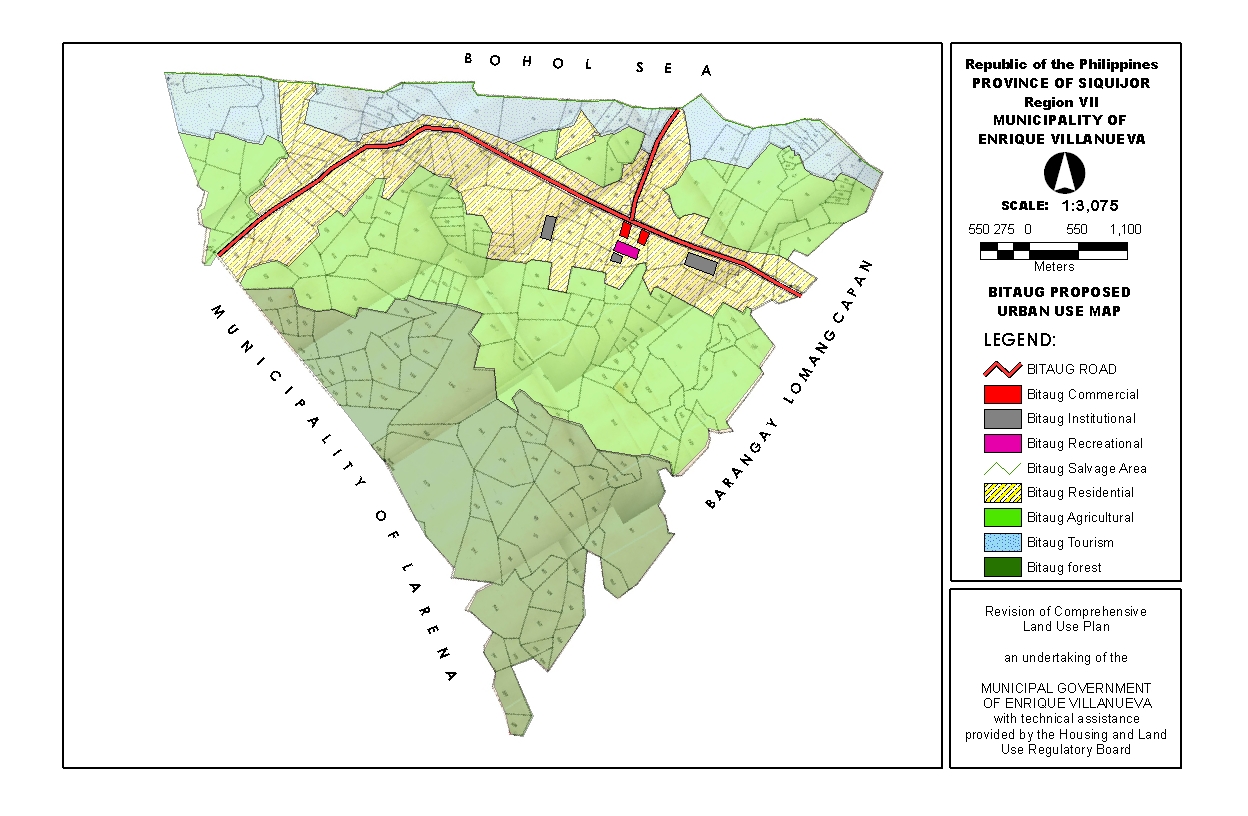 BOHOL SEA
MUNICIPALITY OF LARENA
BARANGAY LOMANGCAPAN
Republic of the Philippines
PROVINCE OF SIQUIJOR
Region VII
MUNICIPALITY OF
ENRIQUE VILLANUEVA
SCALE: 1:3,075
550 275 0 550 1,100
Meters
BITAUG PROPOSED
URBAN USE MAP
LEGEND:
BITAUG ROAD
Bitaug Commercial
Bitaug Institutional
Bitaug Recreational
Bitaug Salvage Area
Bitaug Residential
Bitaug Agricultural
Bitaug Tourism
Bitaug forest
Revision of Comprehensive
Land Use Plan
an undertaking of the
MUNICIPAL GOVERNMENT
OF ENRIQUE VILLANUEVA
with technical assistance
provided by the Housing and Land
Use Regulatory Board